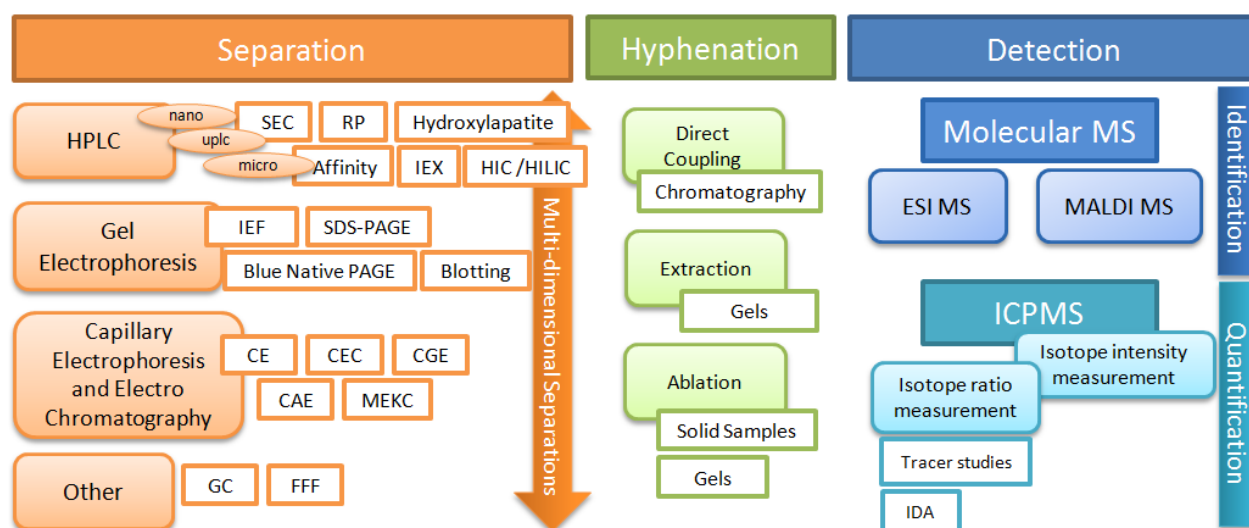 Separation
Hyphenation
Detection
HPLC
nano
uplc
micro
SEC
RP
Hydroxylapatite
Affinity
IEX
HIC /HILIC
Gel
Electrophoresis
IEF
SDS-PAGE
Blue Native PAGE
Blotting
Capillary
Electrophoresis
and Electro
Chromatography
CE
CEC
CGE
CAE
MEKC
Other
GC
FFF
Multi-dimensional Separations
Direct
Coupling
Chromatography
Extraction
Gels
Ablation
Solid Samples
Gels
Molecular MS
ESI MS
MALDI MS
Identification
ICPMS
Isotope intensity
measurement
Isotope ratio
measurement
Tracer studies
IDA
Quantification